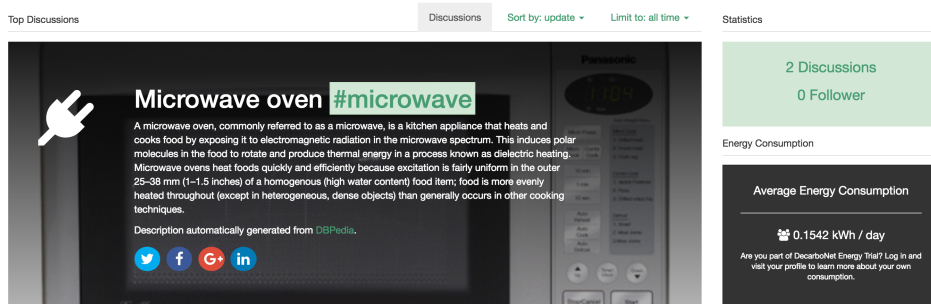 Top Discussions
Discussions
Sort by: update
Limit to: all time
Statistics
Panasonic
Microwave oven #microwave
A microwave oven, commonly referred to as a microwave, is a kitchen appliance that heats and
cooks food by exposing it to electromagnetic radiation in the microwave spectrum. This induces polar
molecules in the food to rotate and produce thermal energy in a process known as dielectric heating.
Microwave ovens heat foods quickly and efficiently because excitation is fairly uniform in the outer
25–38 mm (1–1.5 inches) of a homogenous (high water content) food item; food is more evenly
heated throughout (except in heterogeneous, dense objects) than generally occurs in other cooking
techniques.
Description automatically generated from DBPedia.
f
G+
in
Start
2 Discussions
0 Follower
Energy Consumption
Average Energy Consumption
0.1542 kWh / day
Are you part of DecarboNet Energy Trial? Log in and
visit your profile to learn more about your own
consumption.